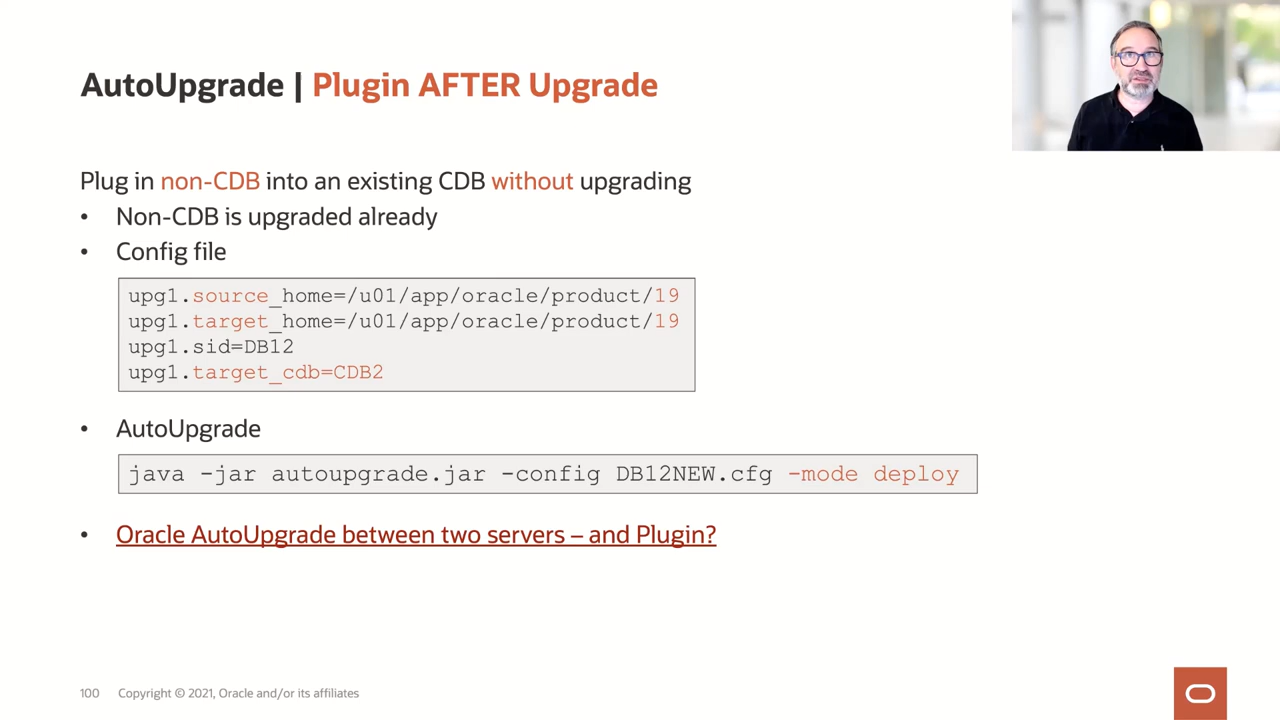 AutoUpgrade | Plugin AFTER Upgrade
Plug in non-CDB into an existing CDB without upgrading
• Non-CDB is upgraded already
• Config file
upg1.source_home=/u01/app/oracle/product/19
upg1.target_home=/u01/app/oracle/product/19
upg1.sid=DB12
upg1.target_cdb=CDB2
• AutoUpgrade
java -jar autoupgrade.jar -config DB12NEW.cfg -mode deploy
• Oracle AutoUpgrade between two servers – and Plugin?
100 Copyright © 2021, Oracle and/or its affiliates